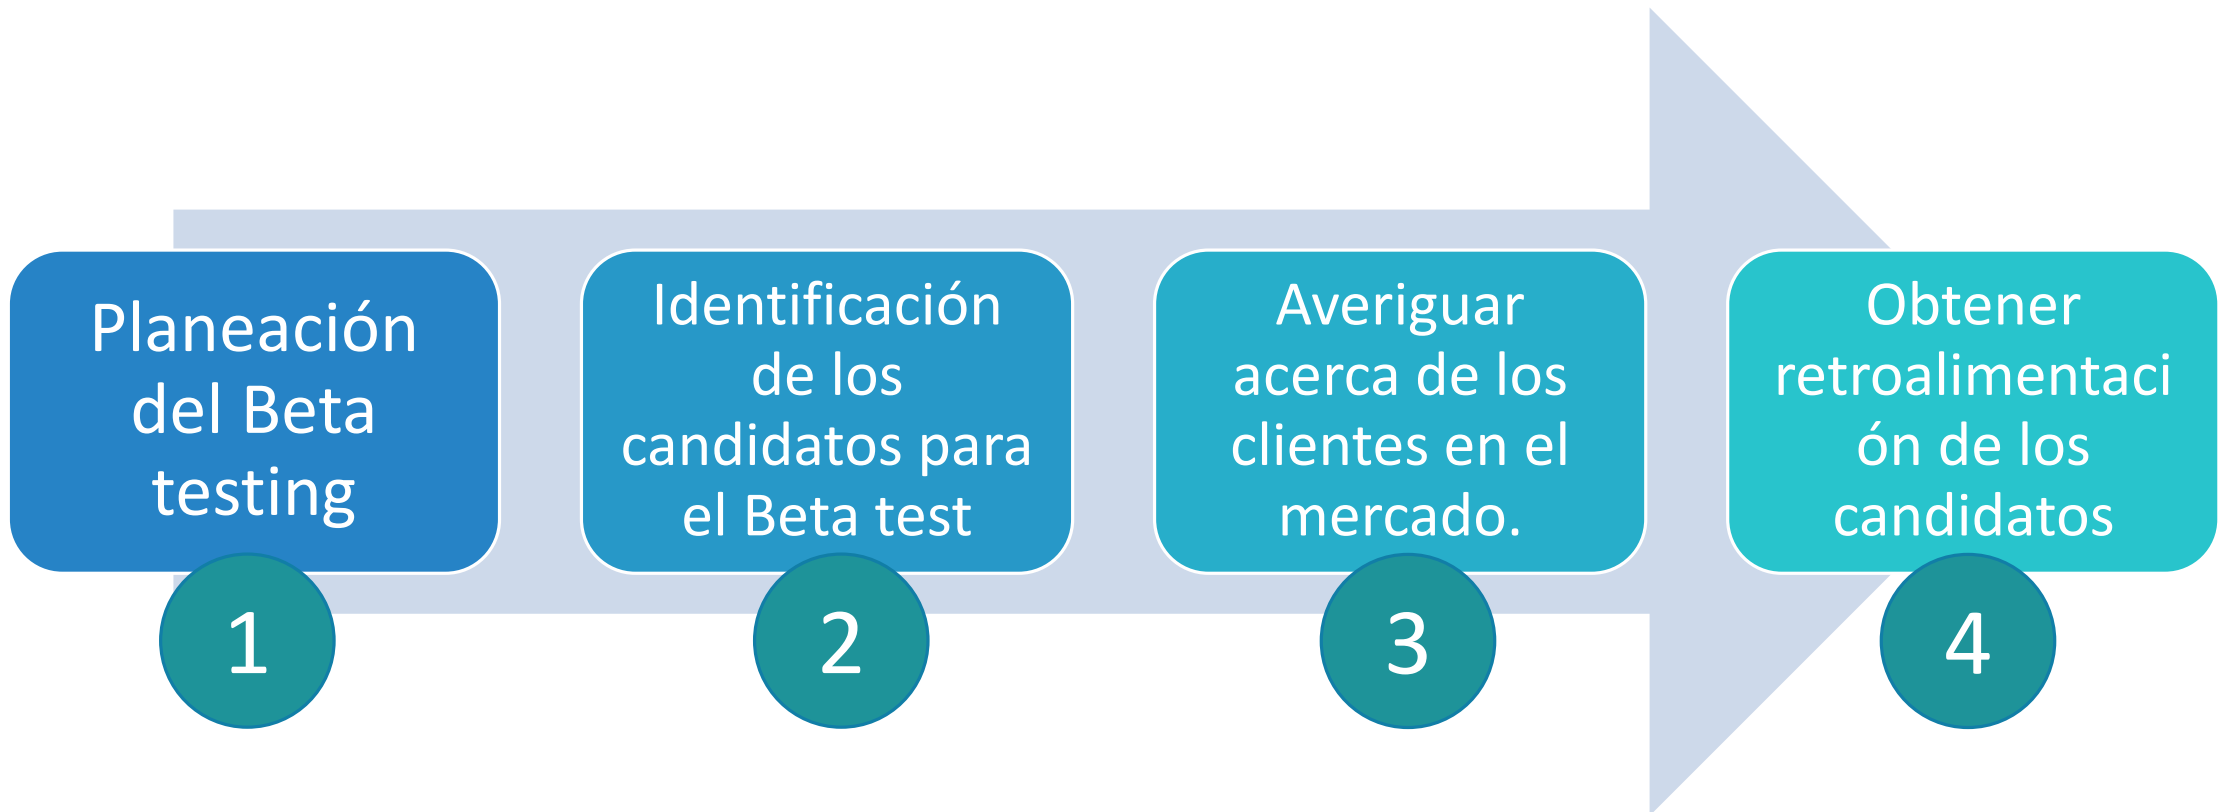 Planeación
del Beta
testing
1
Identificación
de los
candidatos para
el Beta test
2
Averiguar
acerca de los
clientes en el
mercado.
3
Obtener
retroalimentaci
ón de los
candidatos
4